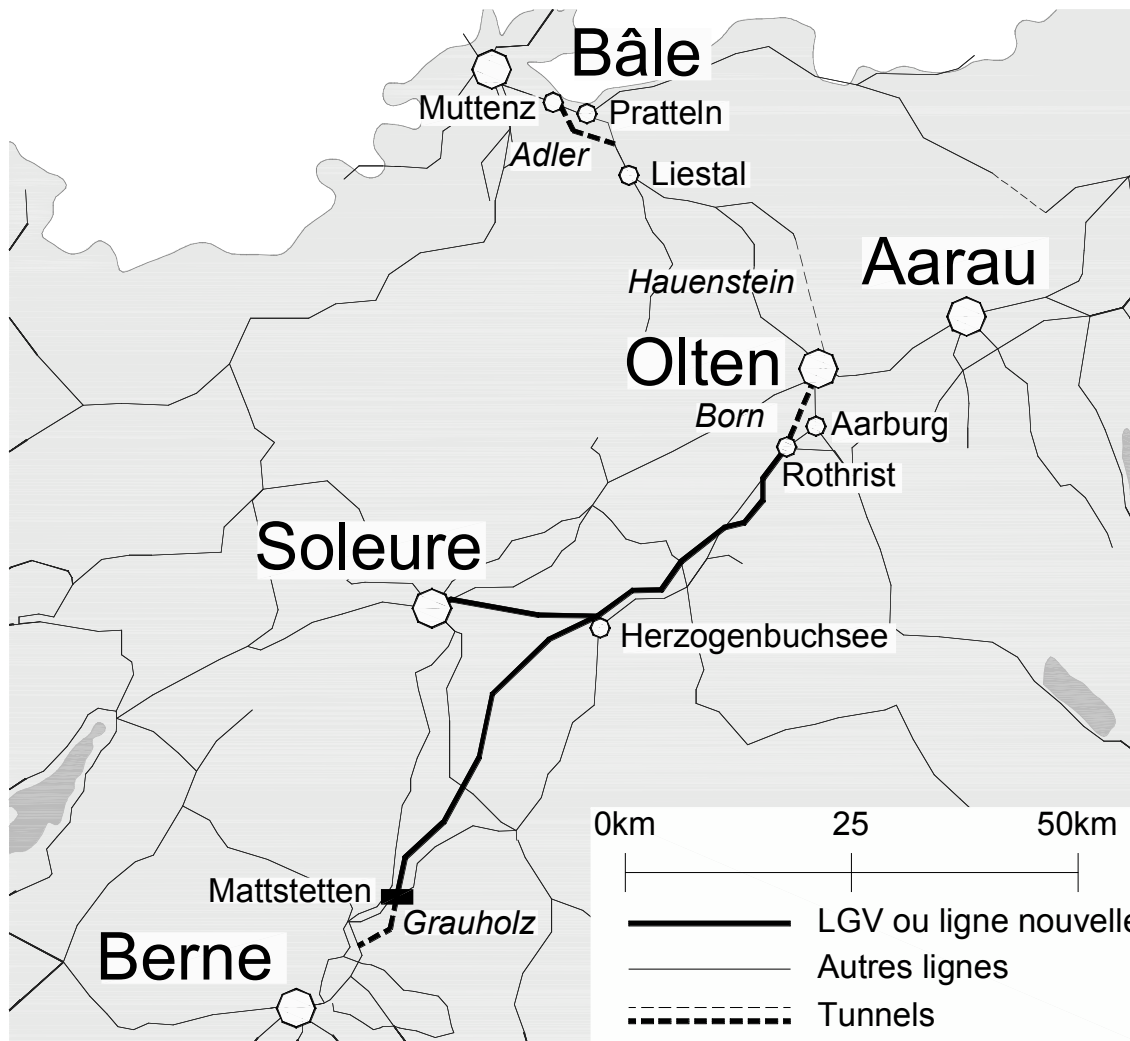 Bâle
Muttenz
Pratteln
Adler
Liestal
Aarau
Hauenstein
Olten
Born
Aarburg
Rothrist
Soleure
Herzogenbuchsee
0km 25 50km
Mattstetten
Grauholz
LGV ou ligne nouvelle
Berne
Autres lignes
Tunnels